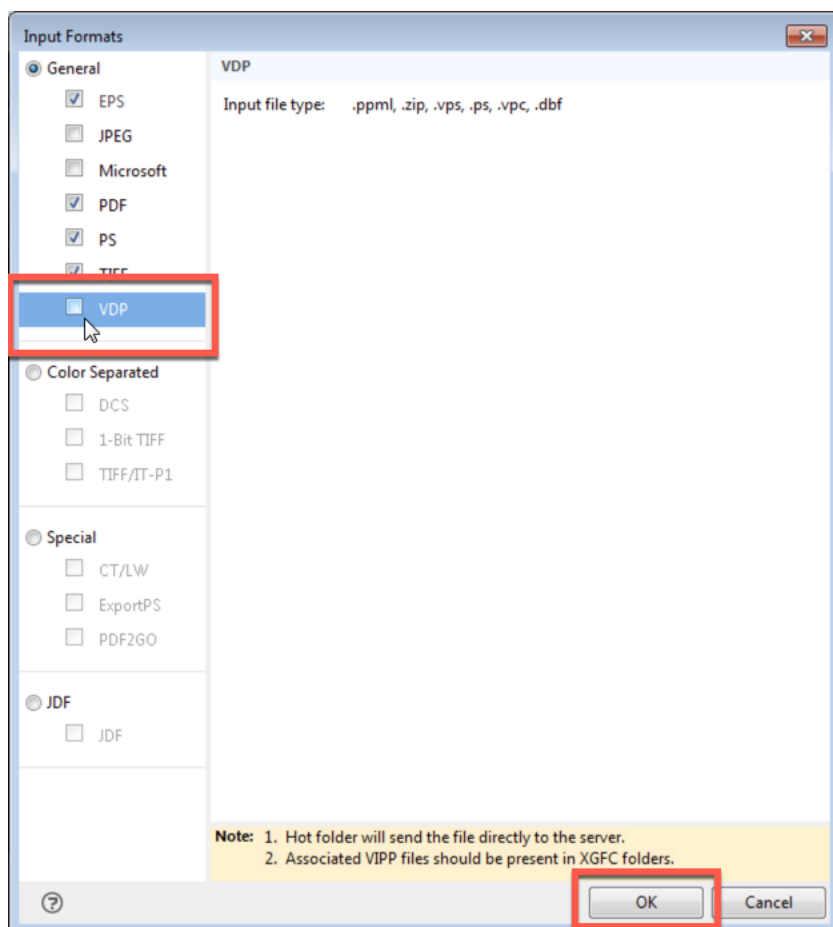 Input Formats
General
EPS
JPEG
Microsoft
PDF
PS
TIFF
VDP
Color Separated
DCS
1-Bit TIFF
TIFF/IT-P1
Special
CT/LW
ExportPS
PDF2GO
JDF
JDF
VDP
Input file type: .ppml, .zip, .vps, .ps, .vpc, .dbf
Note: 1. Hot folder will send the file directly to the server.
2. Associated VIPP files should be present in XGFC folders.
?
OK
Cancel